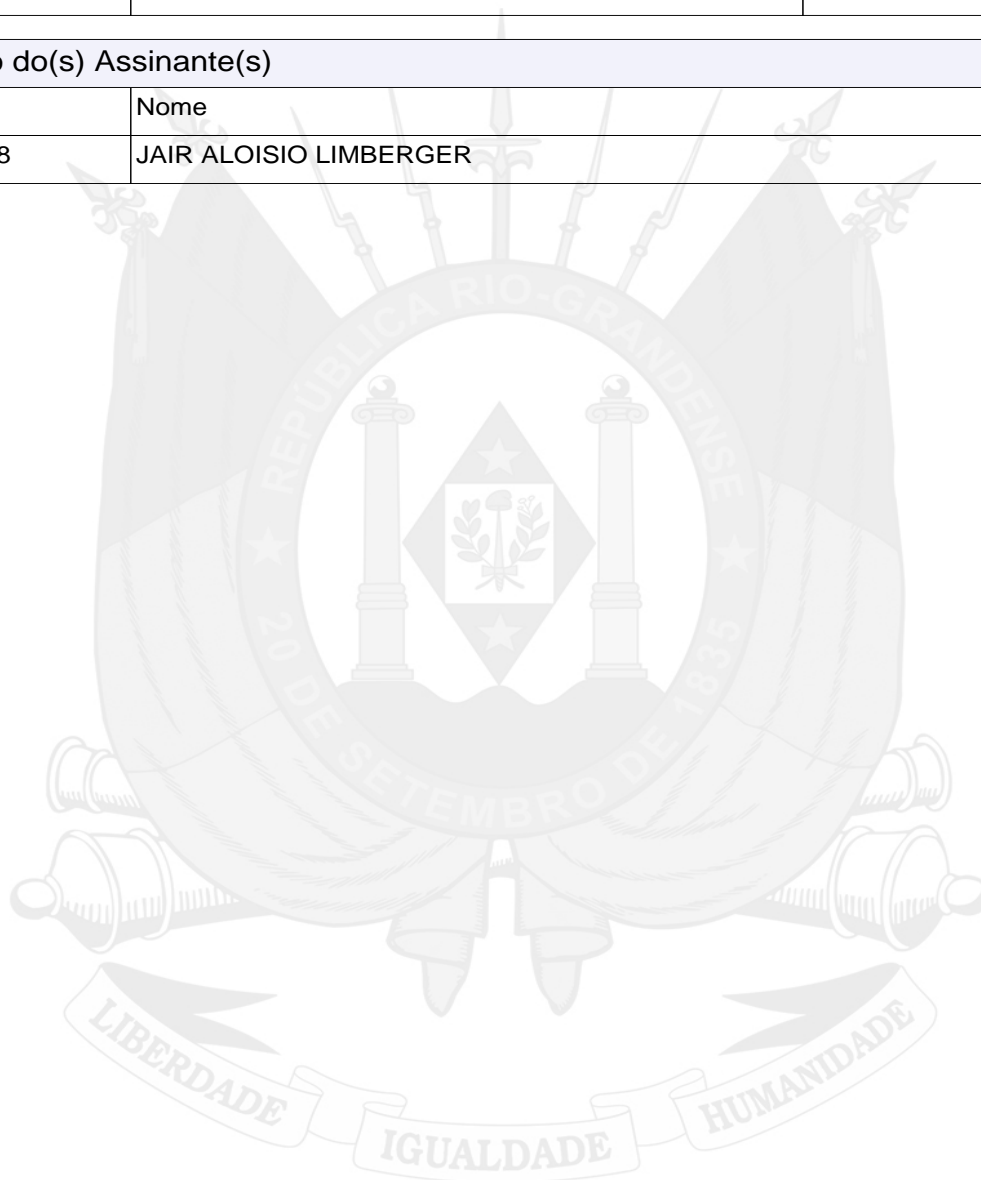 o do(s) Assinante(s)
Nome
8 JAIR ALOISIO LIMBERGER
REPÚBLICA RIO-GRANDENSE
20 DE SETEMBRO DE 1835
LIBERDADE IGUALDADE HUMANIDADE